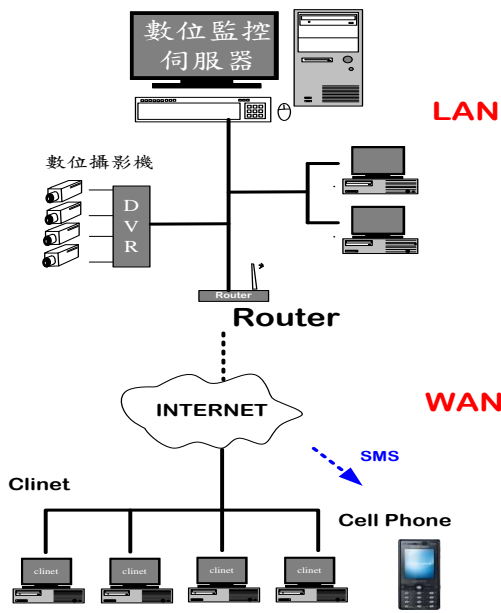 數位監控
伺服器
LAN
數位攝影機
D
V
R
Router
Router
INTERNET
WAN
SMS
Clinet
Cell Phone
clinet
clinet
clinet
clinet